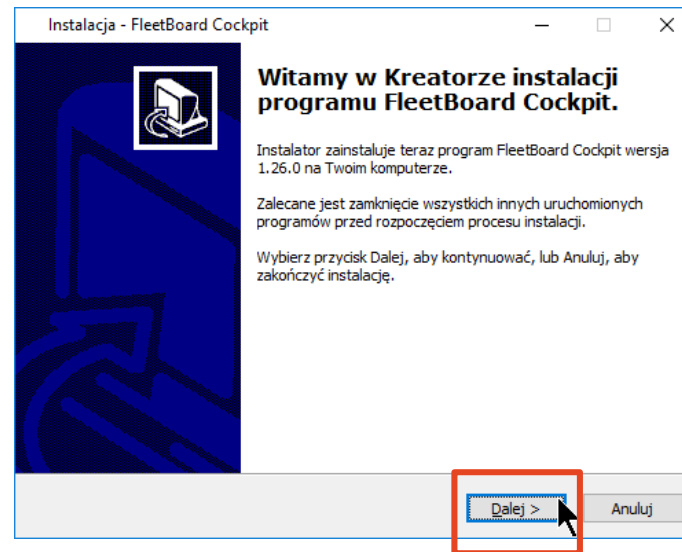 Instalacja - FleetBoard Cockpit
Witamy w Kreatorze instalacji
programu FleetBoard Cockpit.
Instalator zainstaluje teraz program FleetBoard Cockpit wersja
1.26.0 na Twoim komputerze.
Zalecane jest zamknięcie wszystkich innych uruchomionych
programów przed rozpoczęciem procesu instalacji.
Wybierz przycisk Dalej, aby kontynuować, lub Anuluj, aby
zakończyć instalację.
Dalej > Anuluj